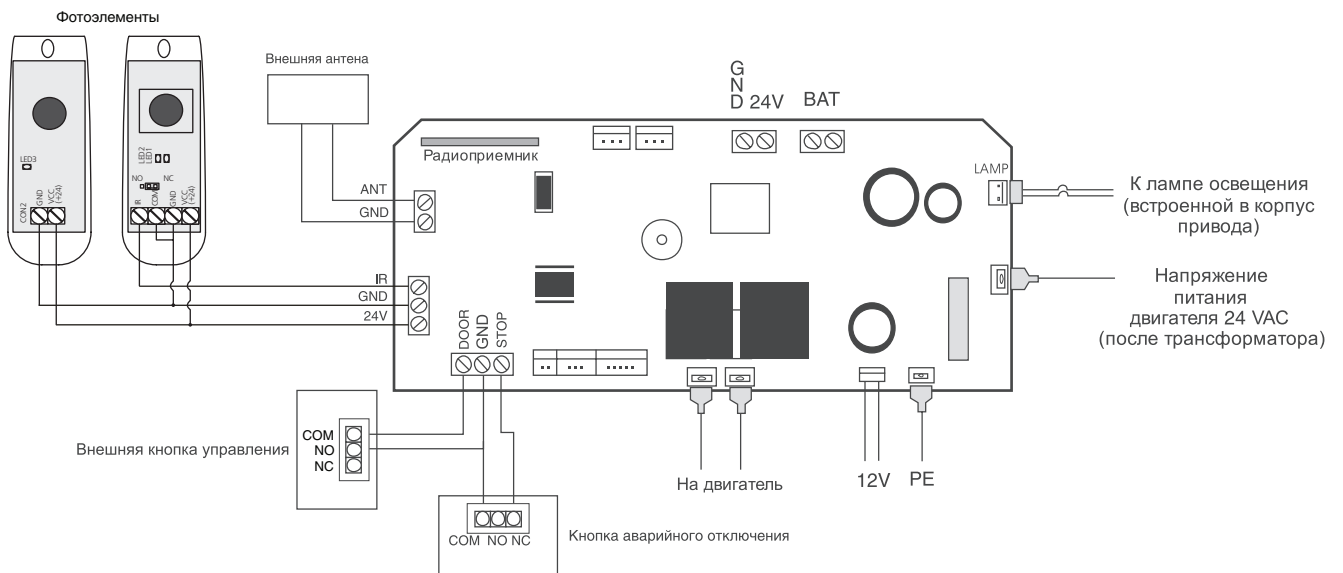 Фотоэлементы
Внешняя антена
G
N
D 24V
BAT
Радиоприемник
LAMP
К лампе освещения
(встроенной в корпус
привода)
LED3
LED2
LED1
NO
NC
CON2
GND
VCC
(+24)
IR
COM
GND
VCC
(+24)
ANT
GND
IR
GND
24V
DOOR
GND
STOP
Напряжение
питания
двигателя 24 VAC
(после трансформатора)
Внешняя кнопка управления
COM
NO
NC
На двигатель
12V
PE
COM NO NC
Кнопка аварийного отключения